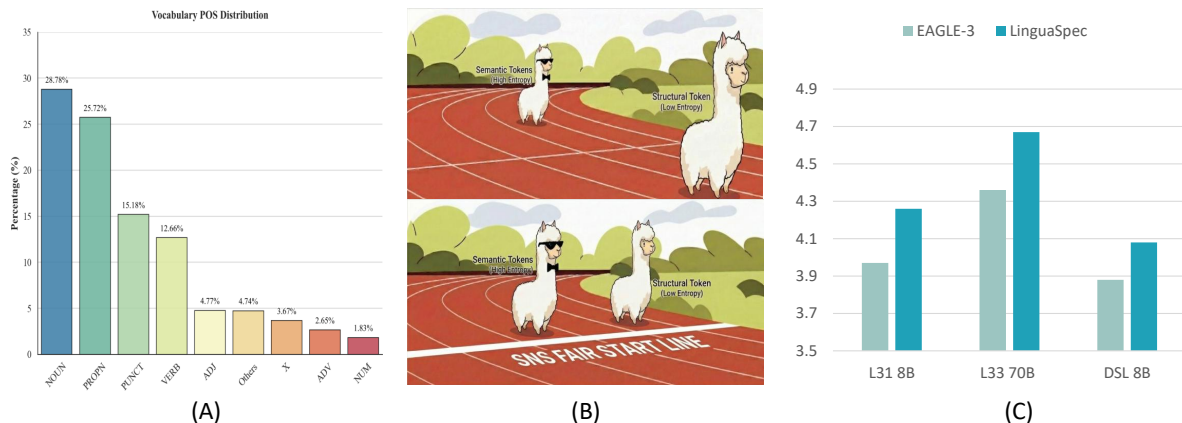 Vocabulary POS Distribution
Percentage (%)
35
30
25
20
15
10
5
0
28.78%
25.72%
15.18%
12.66%
4.77%
4.74%
3.67%
2.65%
1.83%
NOUN
PROPN
PUNCT
VERB
ADJ
Others
X
ADV
NUM
(A)
Semantic Tokens
(High Entropy)
Structural Token
(Low Entropy)
Semantic Tokens
(High Entropy)
Structural Token
(Low Entropy)
SNS FAIR START LINE
(B)
EAGLE-3 LinguaSpec
4.9
4.7
4.5
4.3
4.1
3.9
3.7
3.5
L31 8B L33 70B DSL 8B
(C)